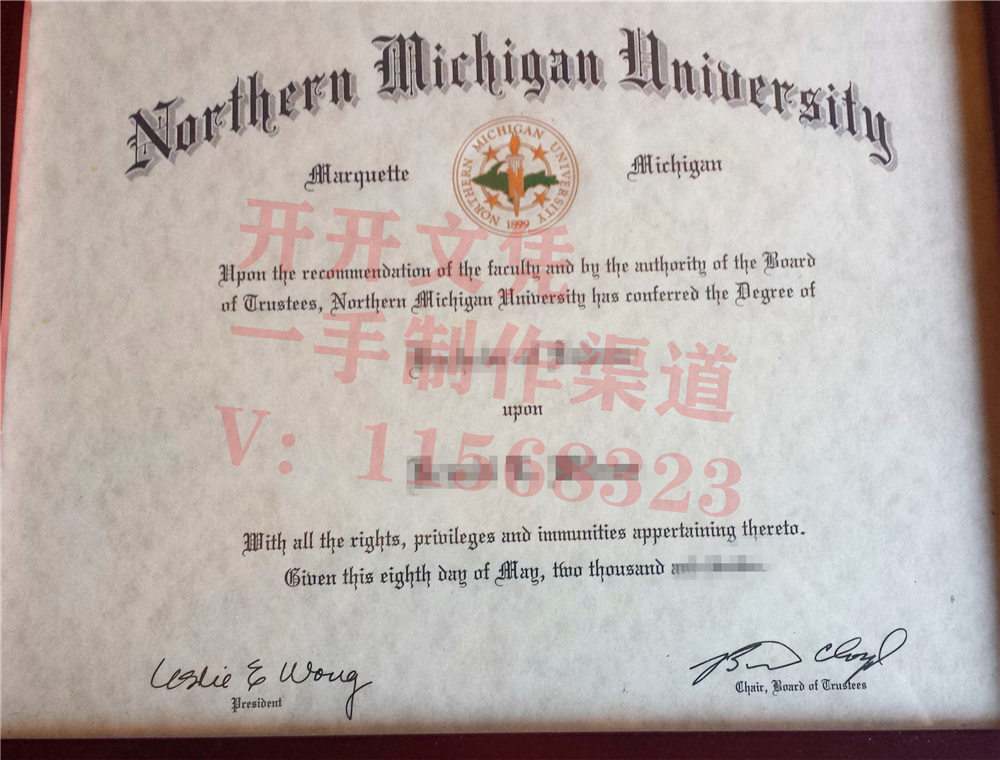 Northern Michigan University
Marquette
Michigan
NORTHERN MICHIGAN UNIVERSITY
1899
开开文凭
Upon the recommendation of the faculty and by the authority of the Board
of Trustees, Northern Michigan University has conferred the Degree of
一手制作渠道
upon
V: 11568323
With all the rights, privileges and immunities appertaining thereto.
Given this eighth day of May, two thousand
Leslie E Wong
President
Chair, Board of Trustees